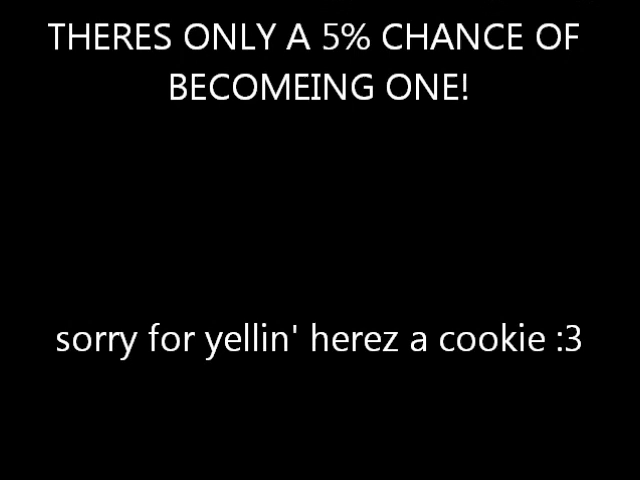 THERES ONLY A 5% CHANCE OF
BECOMEING ONE!
sorry for yellin' herez a cookie :3